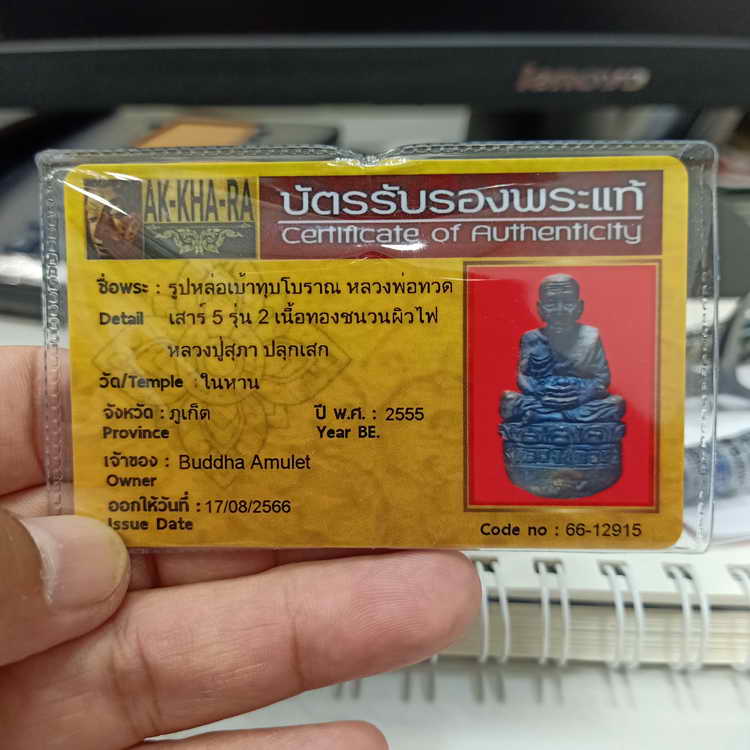 lenovo
AK-KHA-RA
บัตรรับรองพระแท้
Certificate of Authenticity
ชื่อพระ : รูปหล่อเบ้าทุบโบราณ หลวงพ่อทวด
Detail เสาร์ 5 รุ่น 2 เนื้อทองชนวนผิวไฟ
หลวงปู่สุภา ปลุกเสก
วัด/Temple : ในหาน
จังหวัด : ภูเก็ต ปี พ.ศ. : 2555
Province Year BE.
เจ้าของ : Buddha Amulet
Owner
ออกให้วันที่ : 17/08/2566
Issue Date
Code no : 66-12915